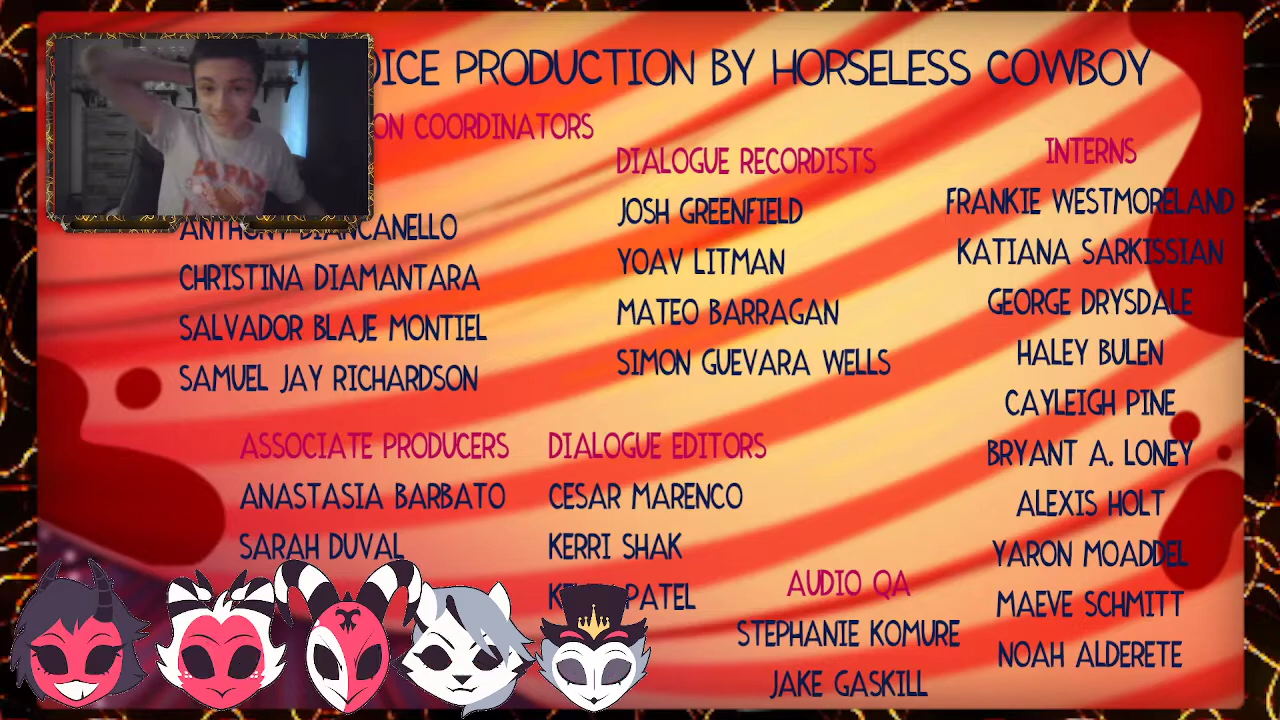 OICE PRODUCTION BY HORSELESS COWBOY
ON COORDINATORS
ANTHONY BIANCANELLO
CHRISTINA DIAMANTARA
SALVADOR BLAJE MONTIEL
SAMUEL JAY RICHARDSON
DIALOGUE RECORDISTS
JOSH GREENFIELD
YOAV LITMAN
MATEO BARRAGAN
SIMON GUEVARA WELLS
INTERNS
FRANKIE WESTMORELAND
KATIANA SARKISSIAN
GEORGE DRYSDALE
HALEY BULEN
CAYLEIGH PINE
BRYANT A. LONEY
ALEXIS HOLT
YARON MOADDEL
MAEVE SCHMITT
NOAH ALDERETE
ASSOCIATE PRODUCERS
ANASTASIA BARBATO
SARAH DUVAL
DIALOGUE EDITORS
CESAR MARENCO
KERRI SHAK
PATEL
AUDIO QA
STEPHANIE KOMURE
JAKE GASKILL